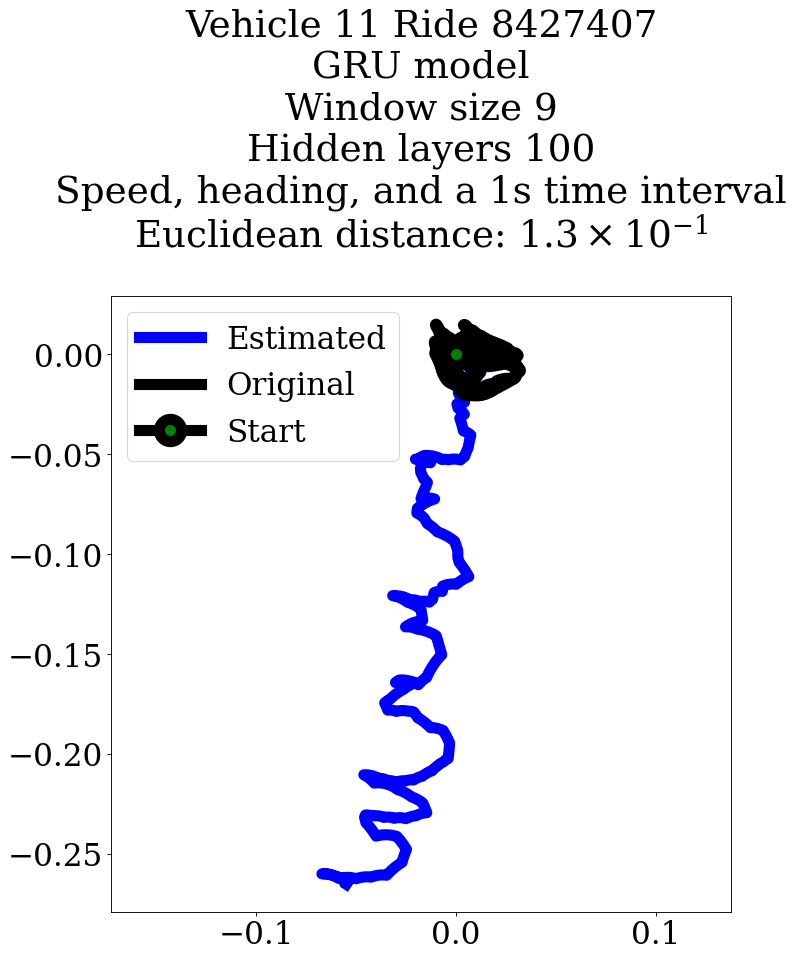 Vehicle 11 Ride 8427407
GRU model
Window size 9
Hidden layers 100
Speed, heading, and a 1s time interval
Euclidean distance: 1.3 × 10⁻¹
Estimated
Original
Start
0.00
−0.05
−0.10
−0.15
−0.20
−0.25
−0.1
0.0
0.1